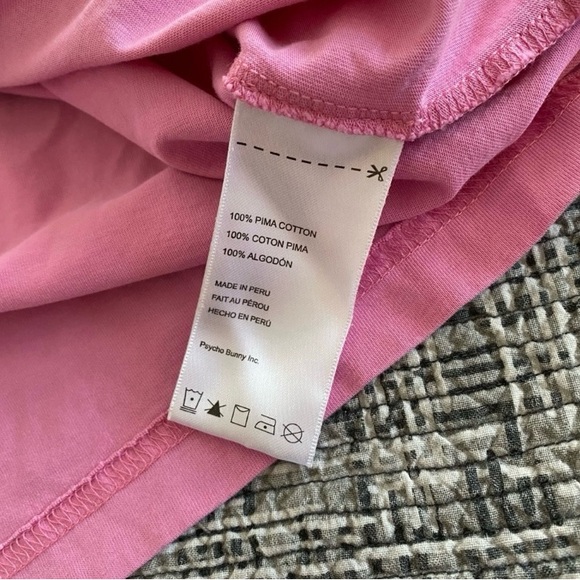 100% PIMA COTTON
100% COTON PIMA
100% ALGODÓN
MADE IN PERU
FAIT AU PÉROU
HECHO EN PERÚ
Psycho Bunny Inc.